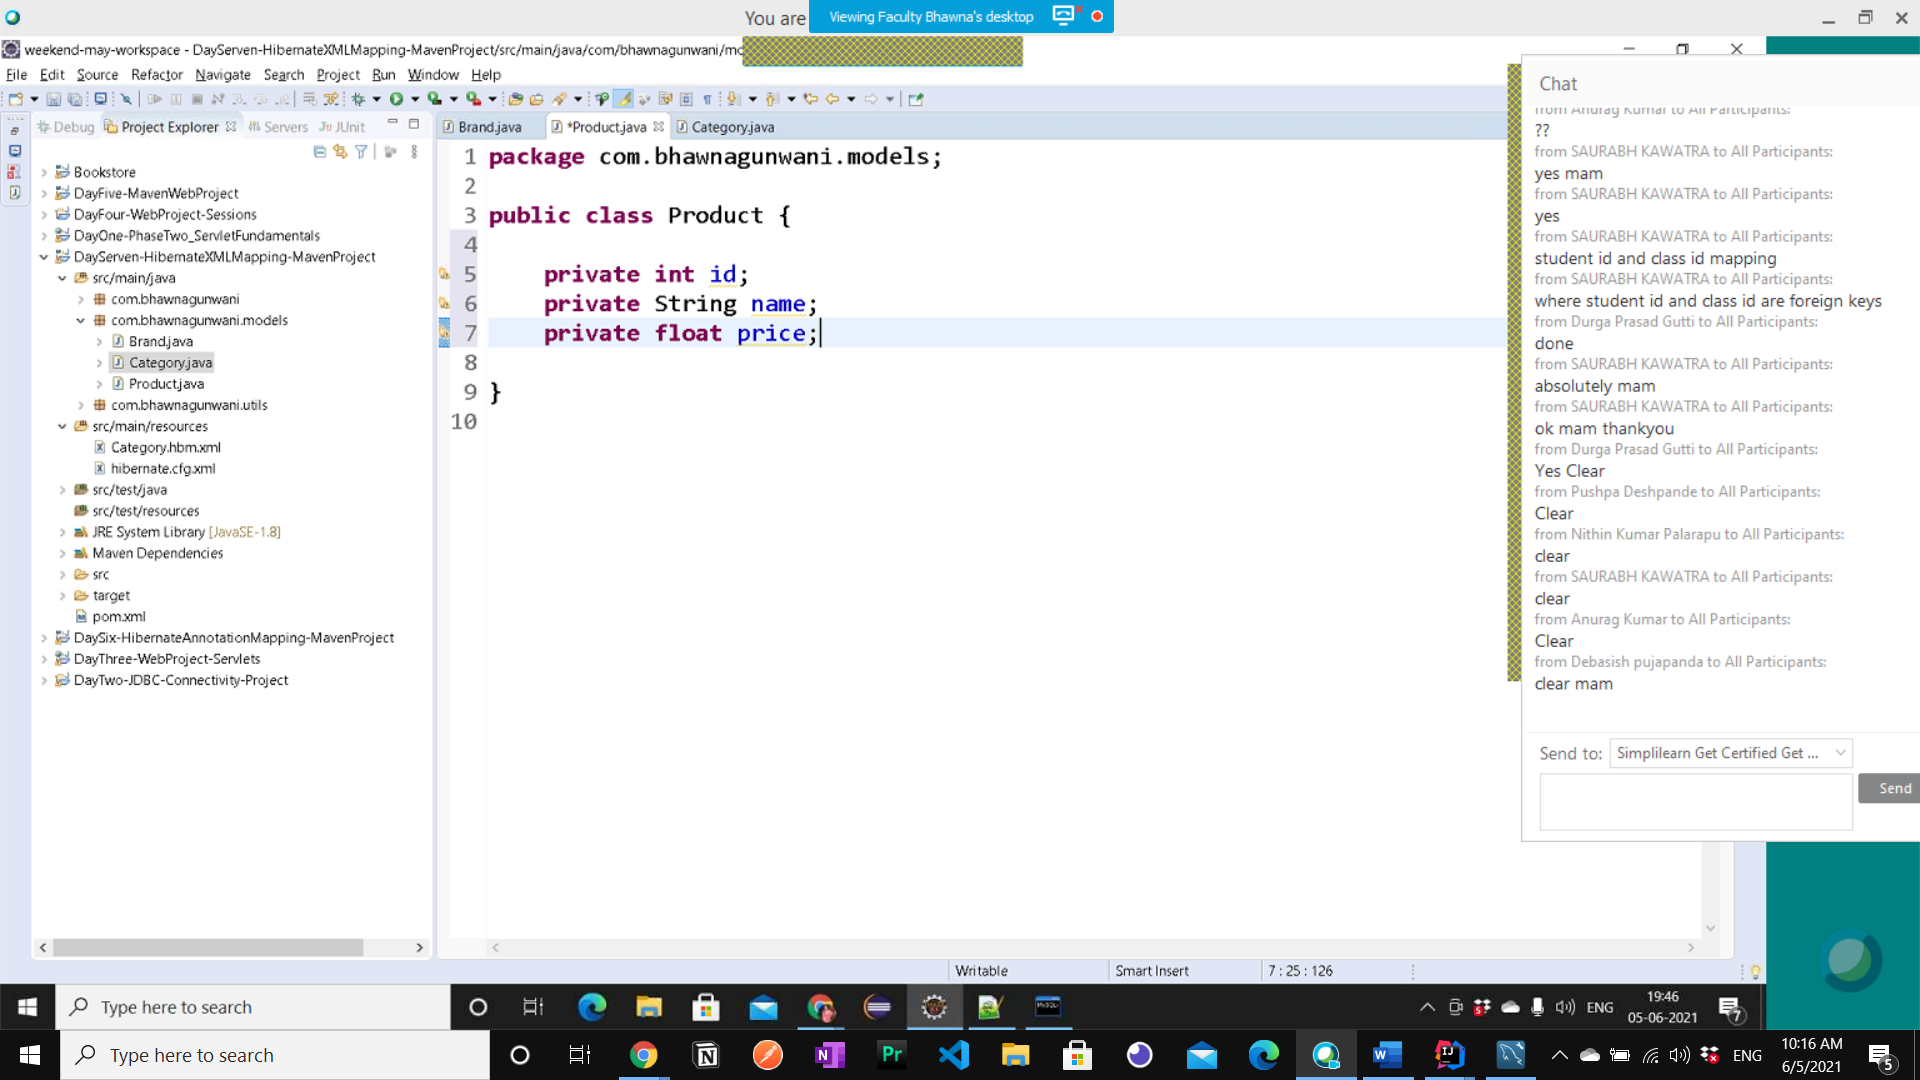 You are
Viewing Faculty Bhawna's desktop
weekend-may-workspace - DayServen-HibernateXMLMapping-MavenProject/src/main/java/com/bhawnagunwani/mo
File Edit Source Refactor Navigate Search Project Run Window Help
Debug Project Explorer Servers JUnit
Brand.java *Product.java Category.java
Bookstore
DayFive-MavenWebProject
DayFour-WebProject-Sessions
DayOne-PhaseTwo_ServletFundamentals
DayServen-HibernateXMLMapping-MavenProject
src/main/java
com.bhawnagunwani
com.bhawnagunwani.models
Brand.java
Category.java
Product.java
com.bhawnagunwani.utils
src/main/resources
Category.hbm.xml
hibernate.cfg.xml
src/test/java
src/test/resources
JRE System Library [JavaSE-1.8]
Maven Dependencies
src
target
pom.xml
DaySix-HibernateAnnotationMapping-MavenProject
DayThree-WebProject-Servlets
DayTwo-JDBC-Connectivity-Project
1 package com.bhawnagunwani.models;
2
3 public class Product {
4
5 private int id;
6 private String name;
7 private float price;
8
9 }
10
Chat
from Anurag Kumar to All Participants:
??
from SAURABH KAWATRA to All Participants:
yes mam
from SAURABH KAWATRA to All Participants:
yes
from SAURABH KAWATRA to All Participants:
student id and class id mapping
from SAURABH KAWATRA to All Participants:
where student id and class id are foreign keys
from Durga Prasad Gutti to All Participants:
done
from SAURABH KAWATRA to All Participants:
absolutely mam
from SAURABH KAWATRA to All Participants:
ok mam thankyou
from Durga Prasad Gutti to All Participants:
Yes Clear
from Pushpa Deshpande to All Participants:
Clear
from Nithin Kumar Palarapu to All Participants:
clear
from SAURABH KAWATRA to All Participants:
clear
from Anurag Kumar to All Participants:
Clear
from Debasish pujapanda to All Participants:
clear mam
Send to: Simplilearn Get Certified Get ...
Send
Writable Smart Insert 7 : 25 : 126
Type here to search
ENG
19:46
05-06-2021
7
Type here to search
ENG
10:16 AM
6/5/2021
5